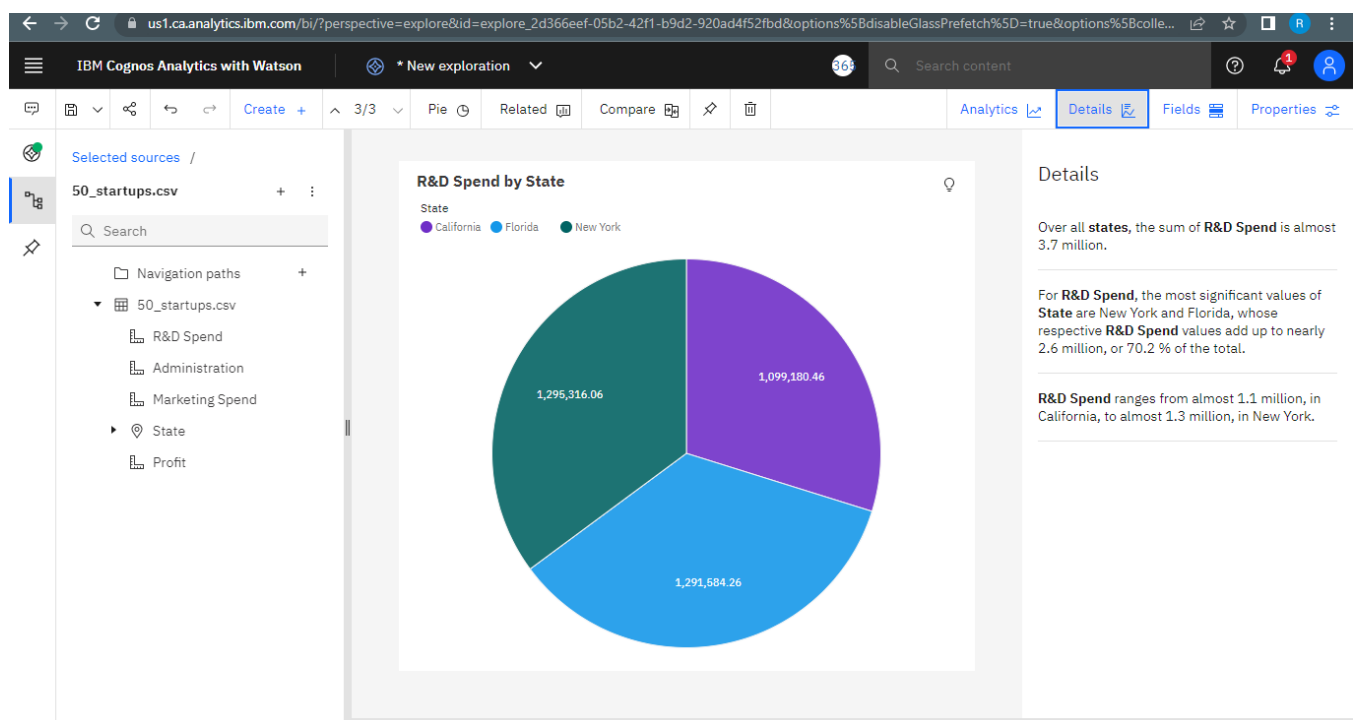 us1.ca.analytics.ibm.com/bi/?perspective=explore&id=explore_2d366eef-05b2-42f1-b9d2-920ad4f52fbd&options%5BdisableGlassPrefetch%5D=true&options%5Bcolle...
R
IBM Cognos Analytics with Watson
* New exploration
365
Search content
1
Create +
3/3
Pie
Related
Compare
Analytics
Details
Fields
Properties
Selected sources /
50_startups.csv
Search
Navigation paths
50_startups.csv
R&D Spend
Administration
Marketing Spend
State
Profit
R&D Spend by State
State
California Florida New York
1,099,180.46
1,295,316.06
1,291,584.26
Details
Over all states, the sum of R&D Spend is almost
3.7 million.
For R&D Spend, the most significant values of
State are New York and Florida, whose
respective R&D Spend values add up to nearly
2.6 million, or 70.2 % of the total.
R&D Spend ranges from almost 1.1 million, in
California, to almost 1.3 million, in New York.